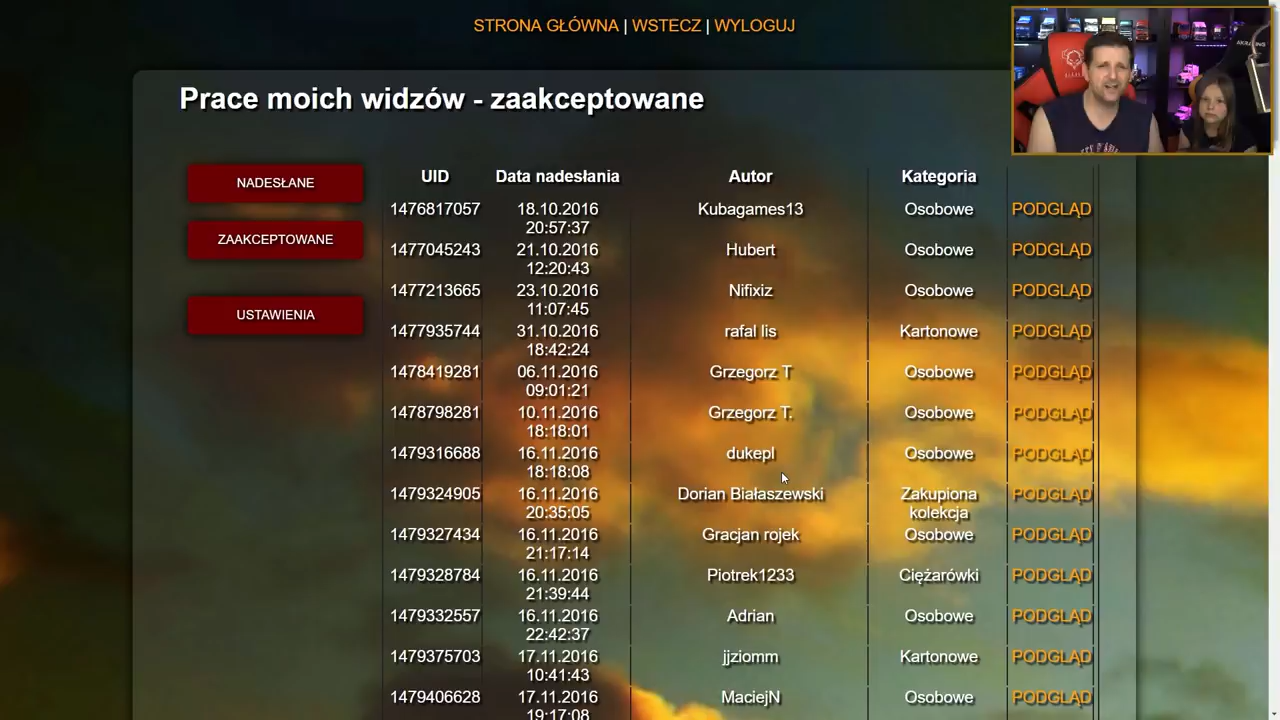 STRONA GŁÓWNA | WSTECZ | WYLOGUJ
Prace moich widzów - zaakceptowane
NADESŁANE
ZAAKCEPTOWANE
USTAWIENIA
UID Data nadesłania Autor Kategoria
1476817057 18.10.2016 20:57:37 Kubagames13 Osobowe PODGLĄD
1477045243 21.10.2016 12:20:43 Hubert Osobowe PODGLĄD
1477213665 23.10.2016 11:07:45 Nifixiz Osobowe PODGLĄD
1477935744 31.10.2016 18:42:24 rafal lis Kartonowe PODGLĄD
1478419281 06.11.2016 09:01:21 Grzegorz T Osobowe PODGLĄD
1478798281 10.11.2016 18:18:01 Grzegorz T. Osobowe PODGLĄD
1479316688 16.11.2016 18:18:08 dukepl Osobowe PODGLĄD
1479324905 16.11.2016 20:35:05 Dorian Białaszewski Zakupiona kolekcja PODGLĄD
1479327434 16.11.2016 21:17:14 Gracjan rojek Osobowe PODGLĄD
1479328784 16.11.2016 21:39:44 Piotrek1233 Ciężarówki PODGLĄD
1479332557 16.11.2016 22:42:37 Adrian Osobowe PODGLĄD
1479375703 17.11.2016 10:41:43 jjziomm Kartonowe PODGLĄD
1479406628 17.11.2016 19:17:08 MaciejN Osobowe PODGLĄD